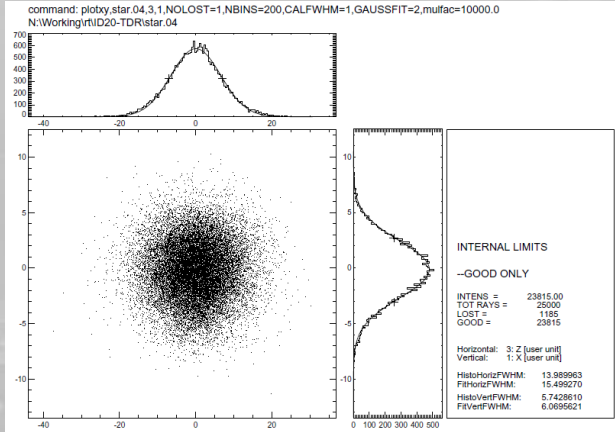 command: plotxy,star.04,3,1,NOLOST=1,NBINS=200,CALFWHM=1,GAUSSFIT=2,mulfac=10000.0
N:\Working\rt\ID20-TDR\star.04
700
600
500
400
300
200
100
0
-40 -20 0 20
10
5
0
-5
-10
-40 -20 0 20
10
5
0
-5
-10
0 100 200 300 400 500
INTERNAL LIMITS
--GOOD ONLY
INTENS = 23815.00
TOT RAYS = 25000
LOST = 1185
GOOD = 23815
Horizontal: 3: Z [user unit]
Vertical: 1: X [user unit]
HistoHorizFWHM: 13.989963
FitHorizFWHM: 15.499270
HistoVertFWHM: 5.7428610
FitVertFWHM: 6.0695621